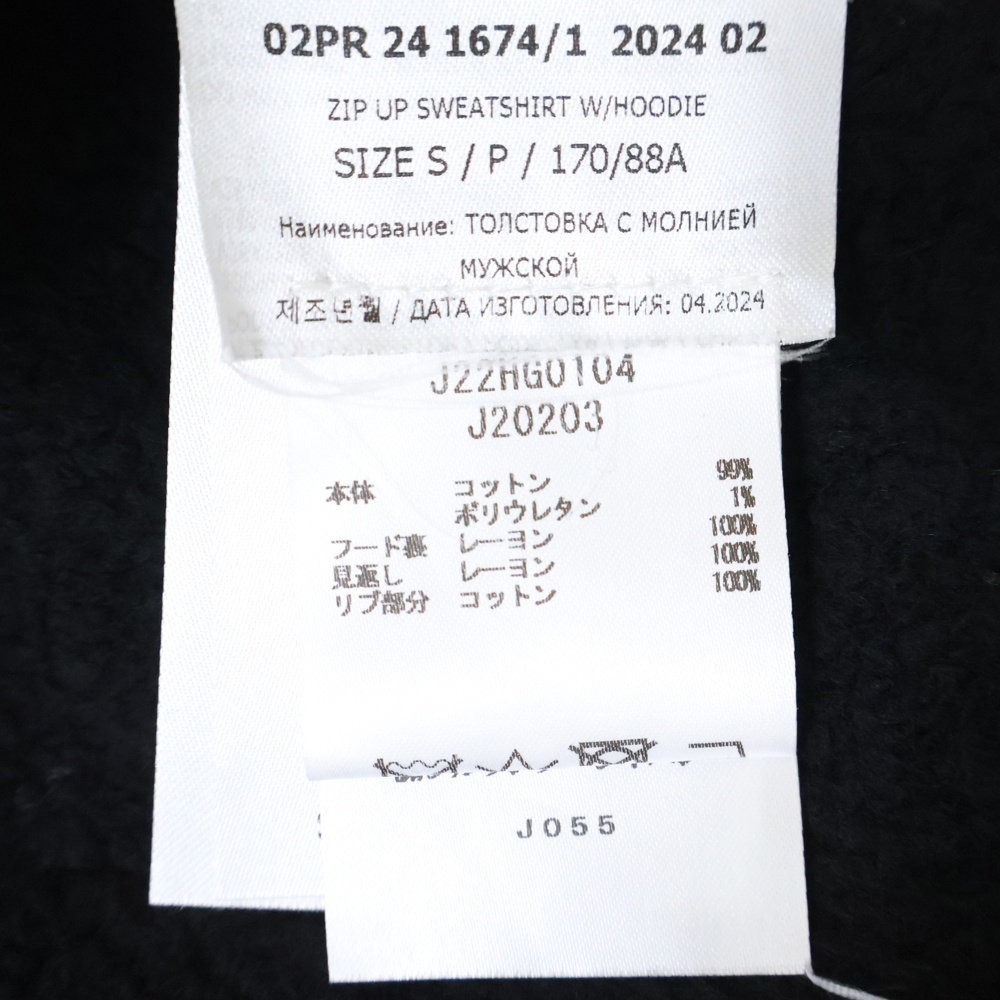 02PR 24 1674/1 2024 02
ZIP UP SWEATSHIRT W/HOODIE
SIZE S / P / 170/88A
Наименование: ТОЛСТОВКА С МОЛНИЕЙ
МУЖСКОЙ
제조년월 / ДАТА ИЗГОТОВЛЕНИЯ: 04.2024
J22HG0104
J20203
本体 コットン 99%
ポリウレタン 1%
フード裏 レーヨン 100%
見返し レーヨン 100%
リブ部分 コットン 100%
J055